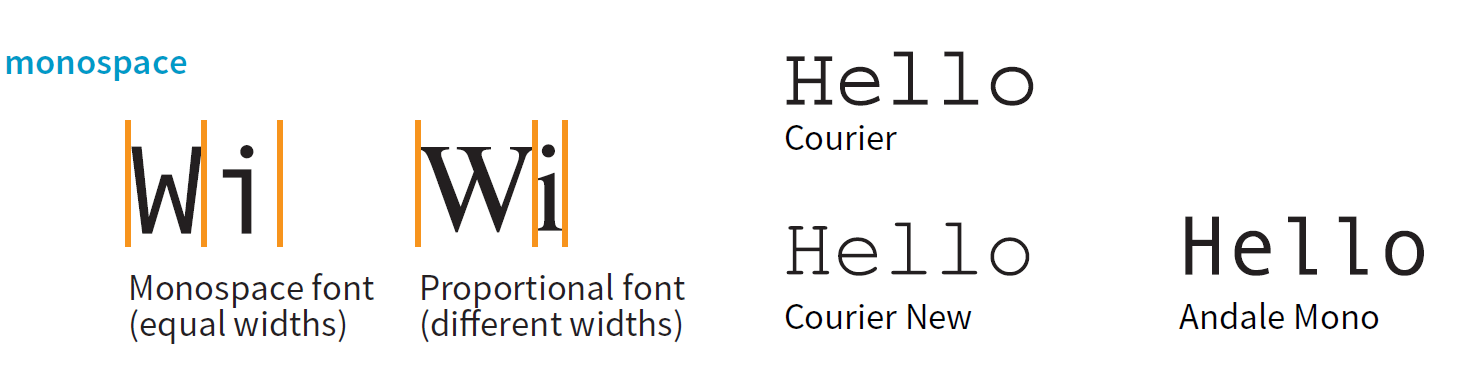 monospace
Wi
Monospace font
(equal widths)
Wi
Proportional font
(different widths)
Hello
Courier
Hello
Courier New
Hello
Andale Mono